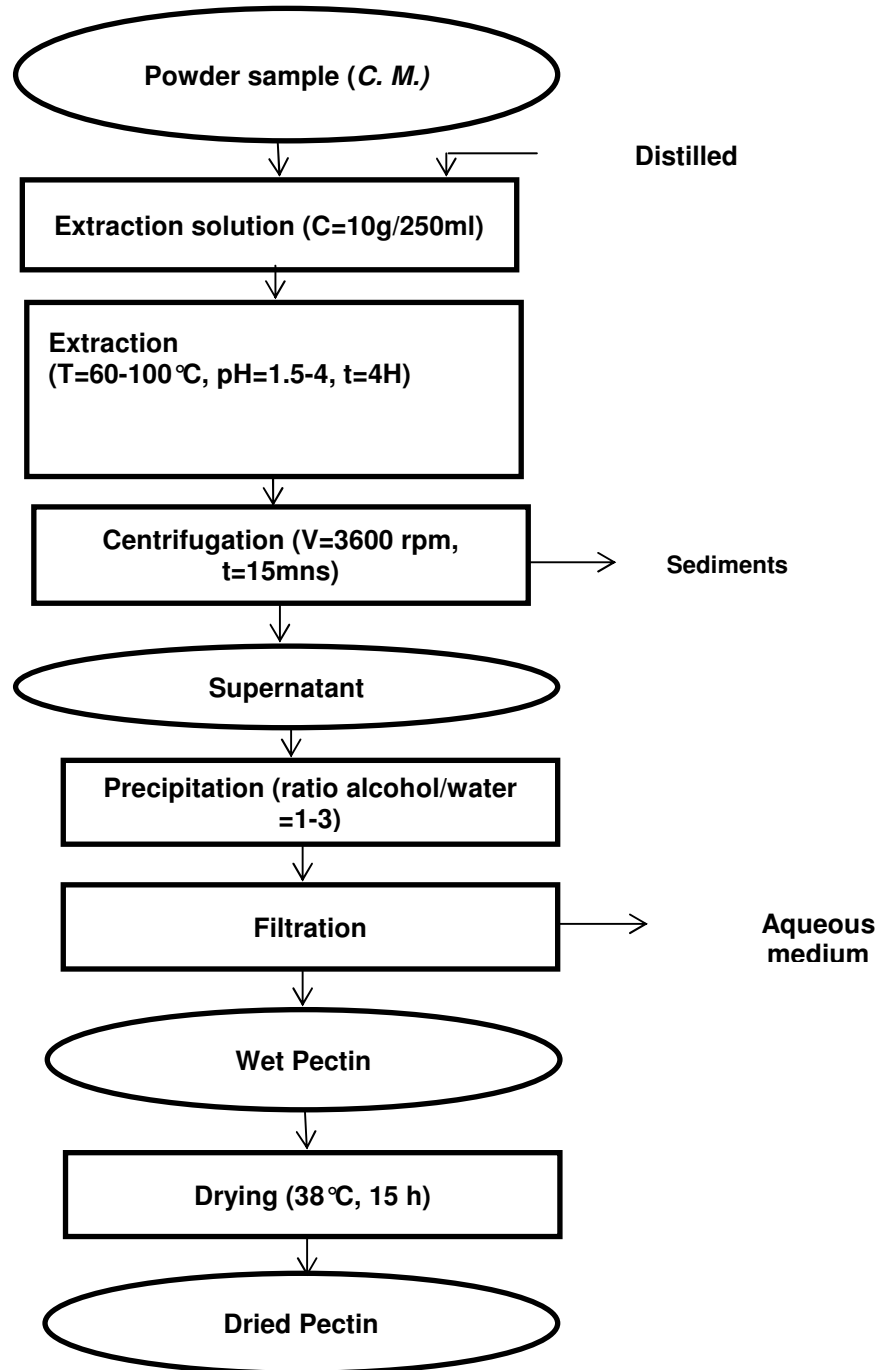 Powder sample (C. M.)
Distilled
Extraction solution (C=10g/250ml)
Extraction
(T=60-100°C, pH=1.5-4, t=4H)
Centrifugation (V=3600 rpm,
t=15mns)
Sediments
Supernatant
Precipitation (ratio alcohol/water
=1-3)
Filtration
Aqueous
medium
Wet Pectin
Drying (38°C, 15 h)
Dried Pectin